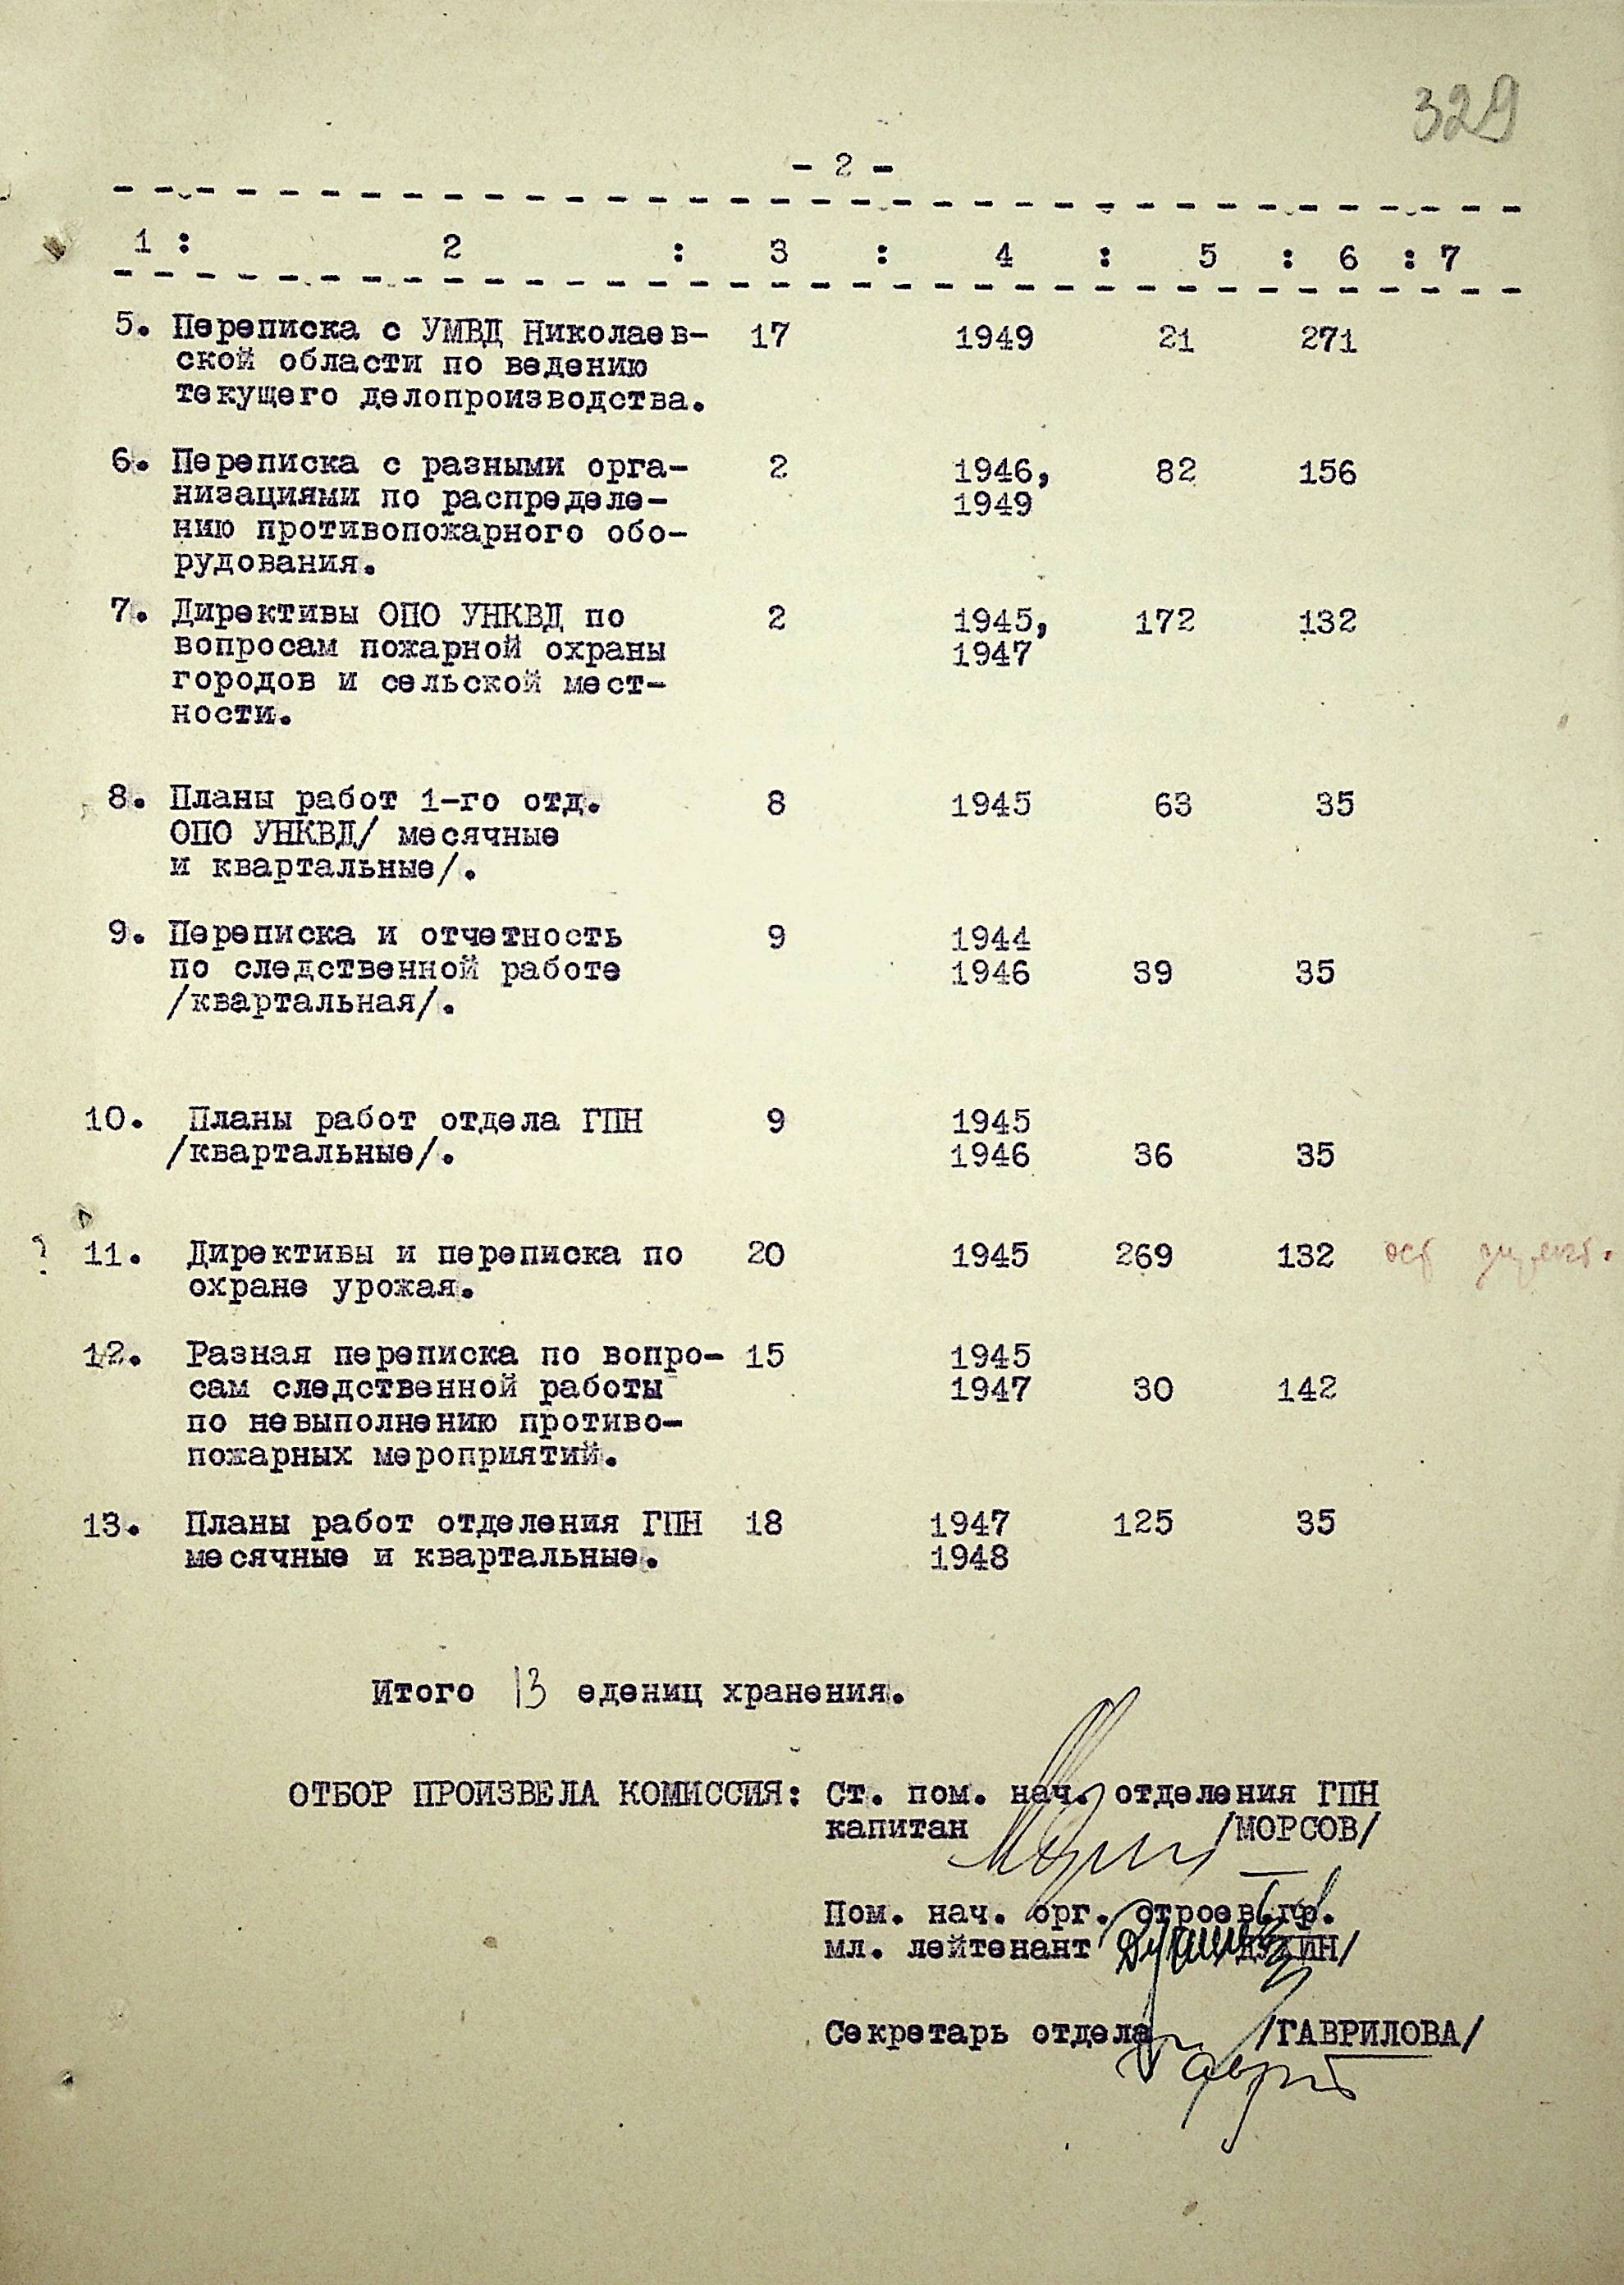 329
- 2 -
1 : 2 : 3 : 4 : 5 : 6 : 7
5. Переписка с УМВД Николаев- 17 1949 21 271
ской области по ведению
текущего делопроизводства.
6. Переписка с разными орга- 2 1946, 82 156
низациями по распределе- 1949
нию противопожарного обо-
рудования.
7. Директивы ОПО УНКВД по 2 1945, 172 132
вопросам пожарной охраны 1947
городов и сельской мест-
ности.
8. Планы работ 1-го отд. 8 1945 63 35
ОПО УНКВД/ месячные
и квартальные/.
9. Переписка и отчетность 9 1944
по следственной работе 1946 39 35
/квартальная/.
10. Планы работ отдела ГПН 9 1945
/квартальные/. 1946 36 35
? 11. Директивы и переписка по 20 1945 269 132
охране урожая.
12. Разная переписка по вопро- 15 1945
сам следственной работы 1947 30 142
по невыполнению противо-
пожарных мероприятий.
13. Планы работ отделения ГПН 18 1947 125 35
месячные и квартальные. 1948
Итого 13 едениц хранения.
ОТБОР ПРОИЗВЕЛА КОМИССИЯ: Ст. пом. нач. отделения ГПН
капитан /МОРСОВ/
Пом. нач. орг. строев.гр.
мл. лейтенант
Секретарь отдела /ГАВРИЛОВА/